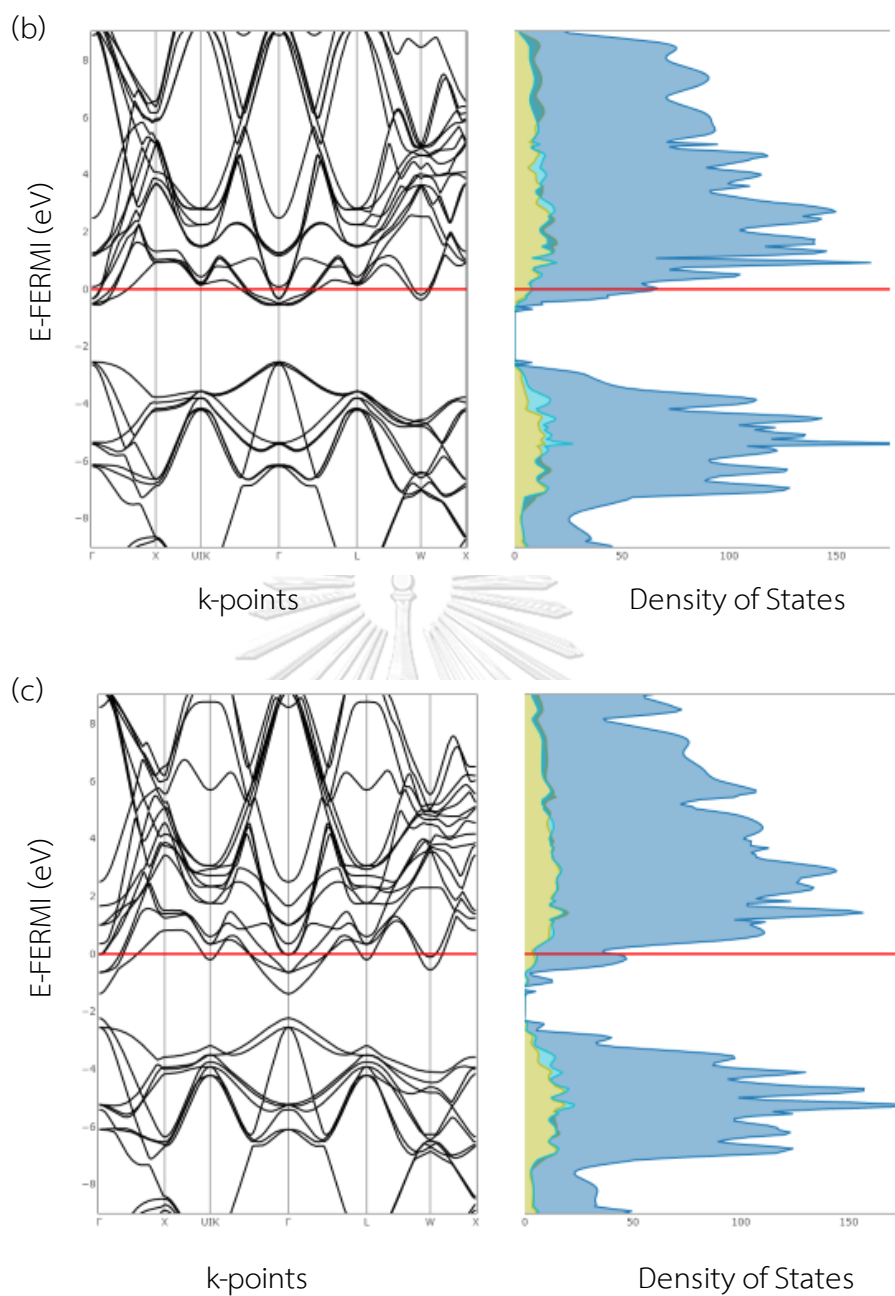 (b)
E-FERMI (eV)
8
6
4
2
0
−2
−4
−6
−8
Γ X U|K Γ L W X
0 50 100 150
k-points Density of States
(c)
E-FERMI (eV)
8
6
4
2
0
−2
−4
−6
−8
Γ X U|K Γ L W X
0 50 100 150
k-points Density of States